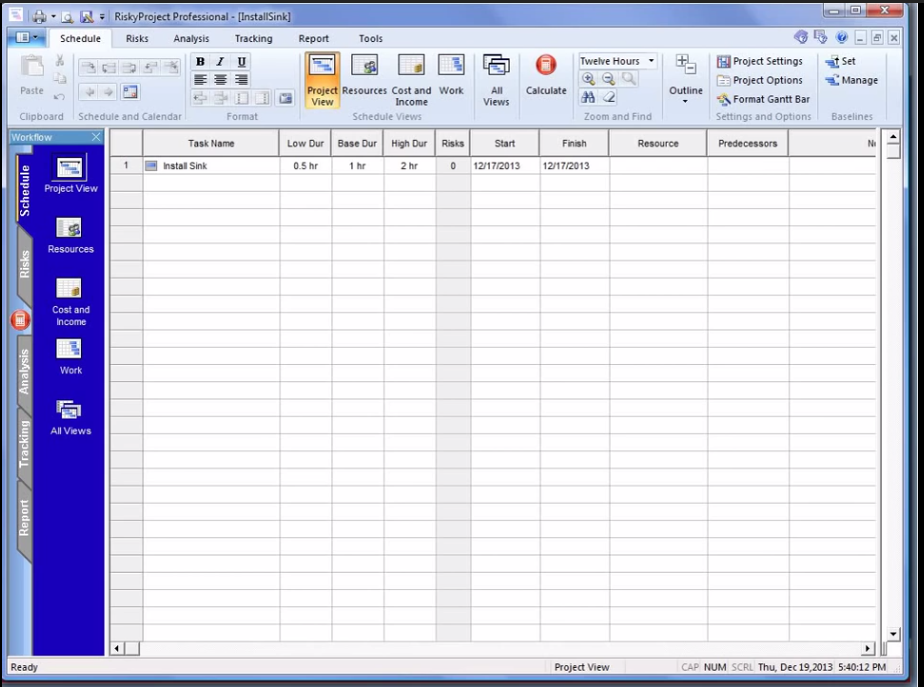 RiskyProject Professional - [InstallSink]
Schedule Risks Analysis Tracking Report Tools
Paste
Clipboard
Schedule and Calendar
B I U
Format
Project View
Resources
Cost and Income
Work
Schedule Views
All Views
Calculate
Twelve Hours
Zoom and Find
Outline
Project Settings
Project Options
Format Gantt Bar
Settings and Options
Set
Manage
Baselines
Workflow
Schedule
Risks
Analysis
Tracking
Report
Project View
Resources
Cost and
Income
Work
All Views
Task Name Low Dur Base Dur High Dur Risks Start Finish Resource Predecessors
1 Install Sink 0.5 hr 1 hr 2 hr 0 12/17/2013 12/17/2013
Ready Project View CAP NUM SCRL Thu, Dec 19,2013 5:40:12 PM